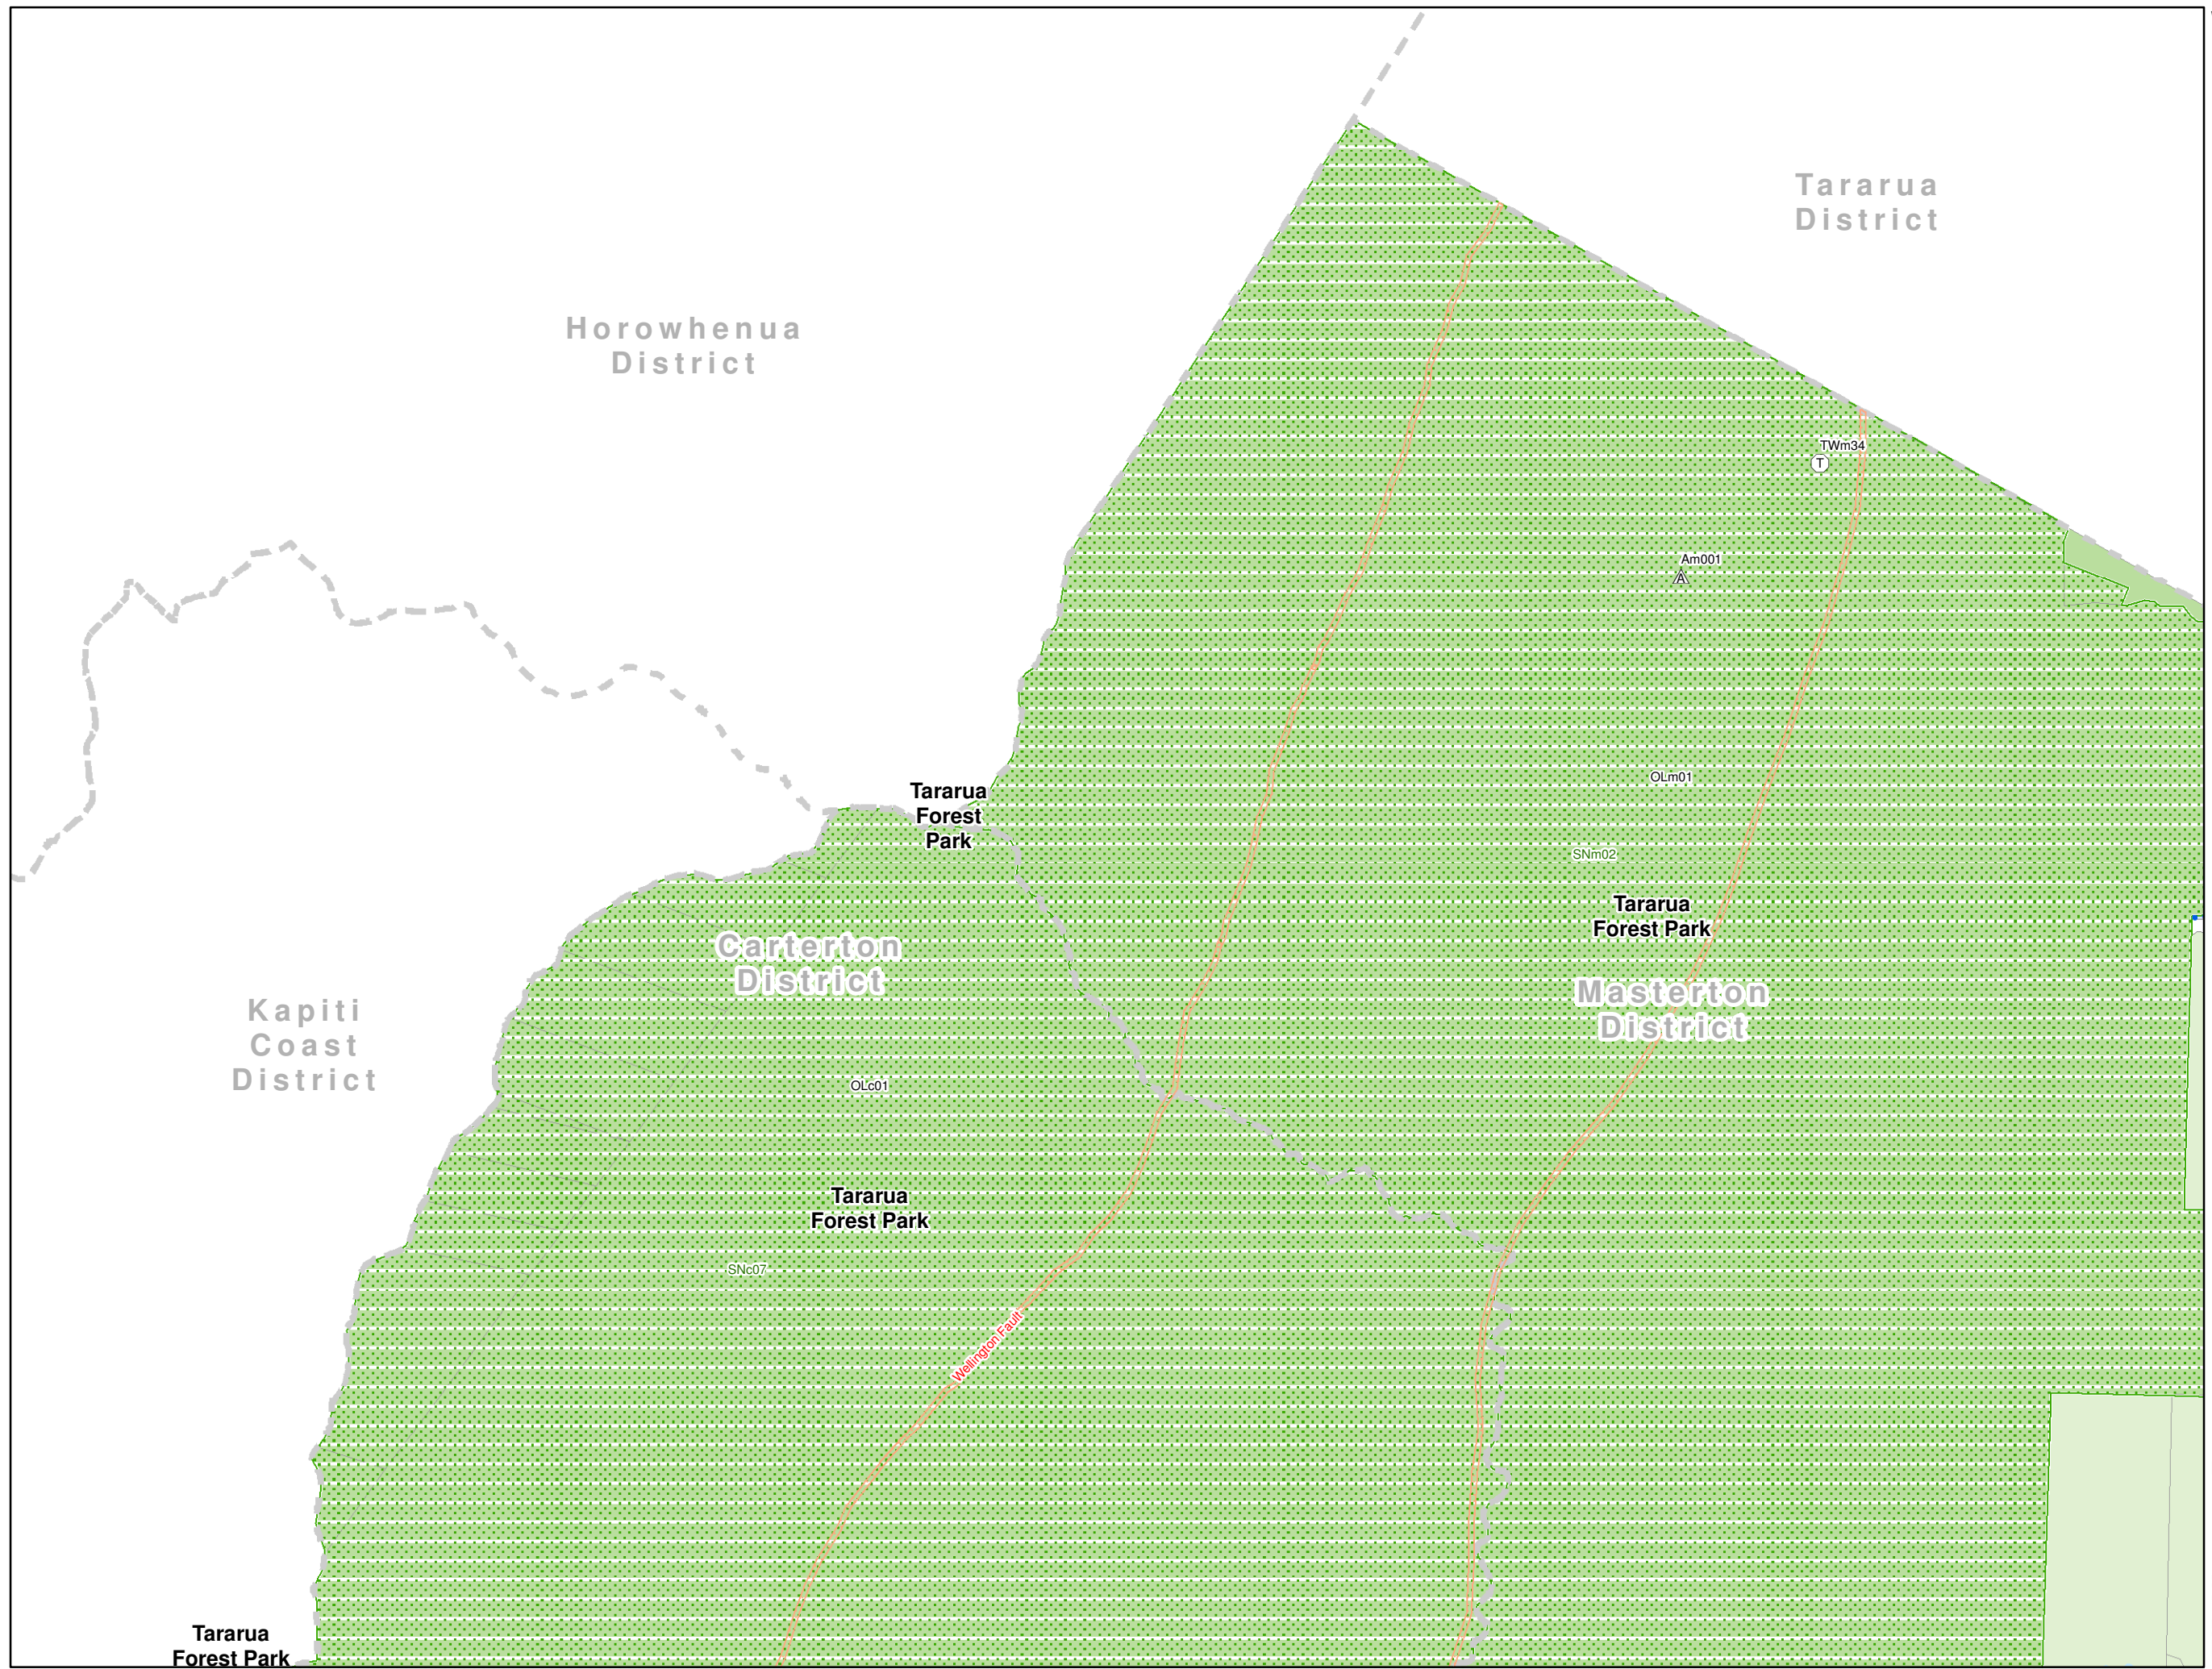 Tararua
District
Horowhenua
District
TWm34
T
Am001
A
OLm01
Tararua
Forest
Park
SNm02
Tararua
Forest Park
Carterton
District
Masterton
District
Kapiti
Coast
District
OLc01
Tararua
Forest Park
SNc07
Wellington Fault
Tararua
Forest Park